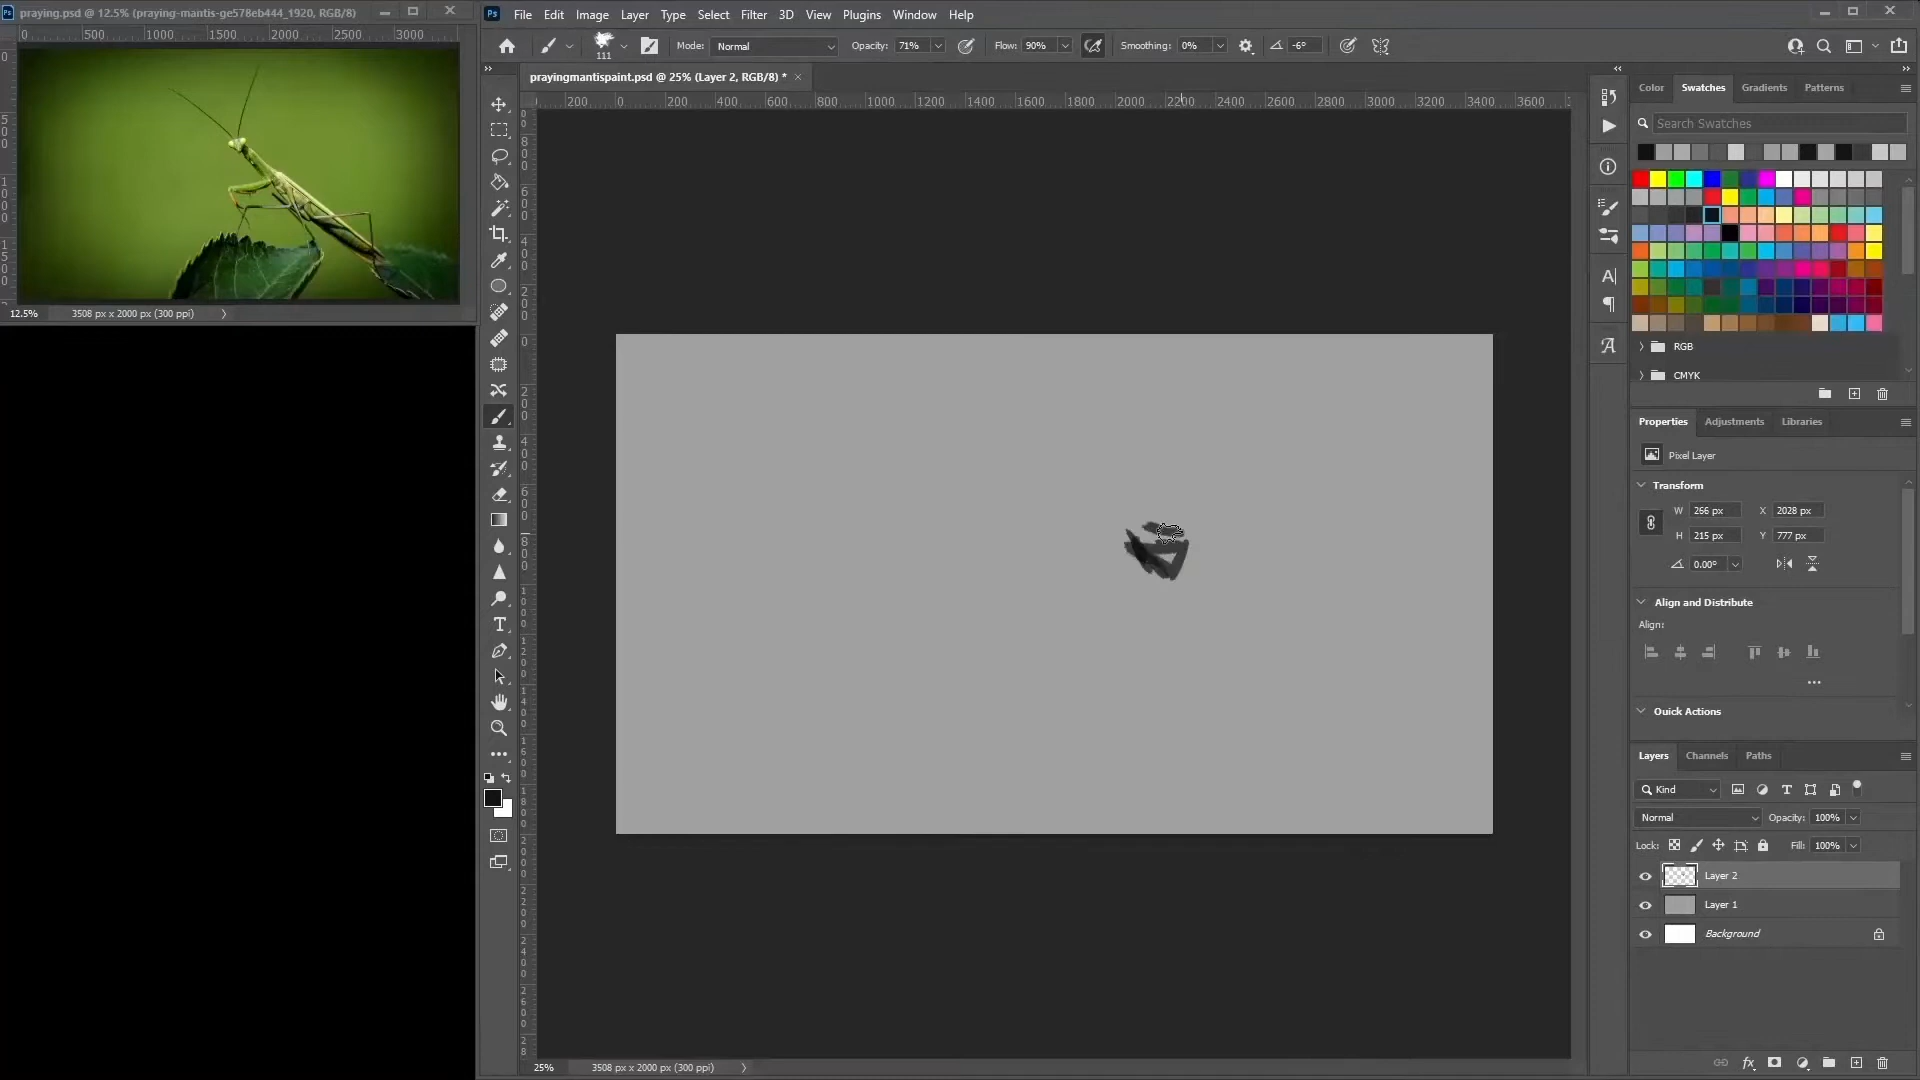 praying.psd @ 12.5% (praying-mantis-ge578eb444_1920, RGB/8)
0 500 1000 1500 2000 2500 3000
12.5% 3508 px x 2000 px (300 ppi)
File Edit Image Layer Type Select Filter 3D View Plugins Window Help
111 Mode: Normal Opacity: 71% Flow: 90% Smoothing: 0% -6°
prayingmantispaint.psd @ 25% (Layer 2, RGB/8) *
200 0 200 400 600 800 1000 1200 1400 1600 1800 2000 2200 2400 2600 2800 3000 3200 3400 3600
25% 3508 px x 2000 px (300 ppi)
Color Swatches Gradients Patterns
Search Swatches
RGB
CMYK
Properties Adjustments Libraries
Pixel Layer
Transform
W 266 px X 2028 px
H 215 px Y 777 px
0.00°
Align and Distribute
Align:
Quick Actions
Layers Channels Paths
Kind
Normal Opacity: 100%
Lock: Fill: 100%
Layer 2
Layer 1
Background